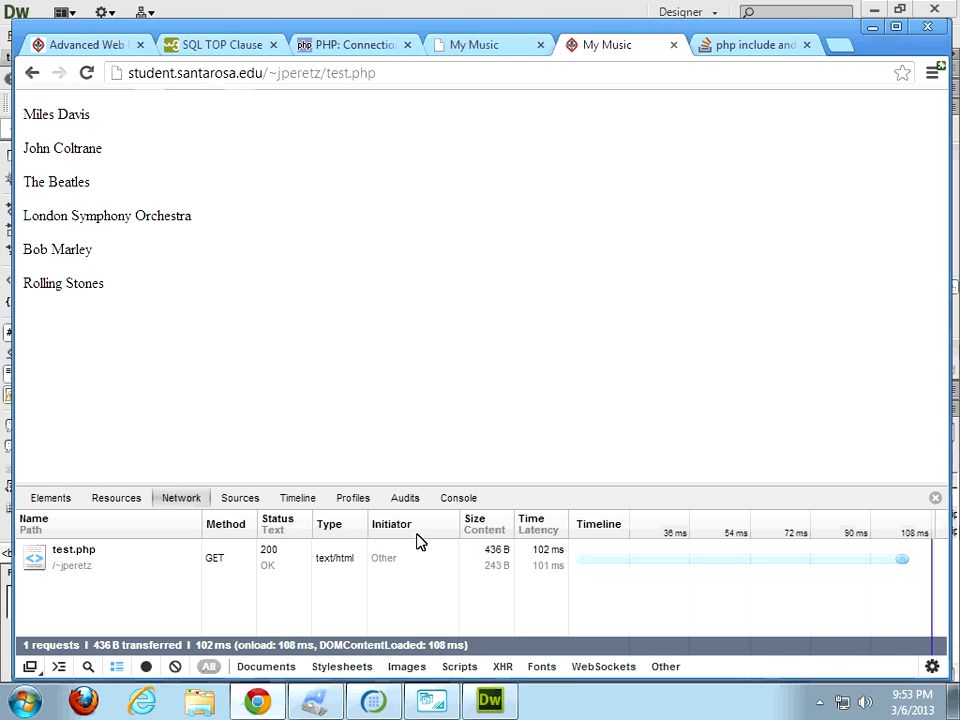 Dw
Designer
Advanced Web
SQL TOP Clause
php
PHP: Connectio
My Music
My Music
php include and
student.santarosa.edu/~jperetz/test.php
Miles Davis
John Coltrane
The Beatles
London Symphony Orchestra
Bob Marley
Rolling Stones
Elements Resources Network Sources Timeline Profiles Audits Console
Name Method Status Type Initiator Size Time Timeline
Path Text Content Latency
36 ms 54 ms 72 ms 90 ms 108 ms
test.php GET 200 text/html Other 436 B 102 ms
/~jperetz OK 243 B 101 ms
1 requests | 436 B transferred | 102 ms (onload: 108 ms, DOMContentLoaded: 108 ms)
All Documents Stylesheets Images Scripts XHR Fonts WebSockets Other
Dw
9:53 PM
3/6/2013